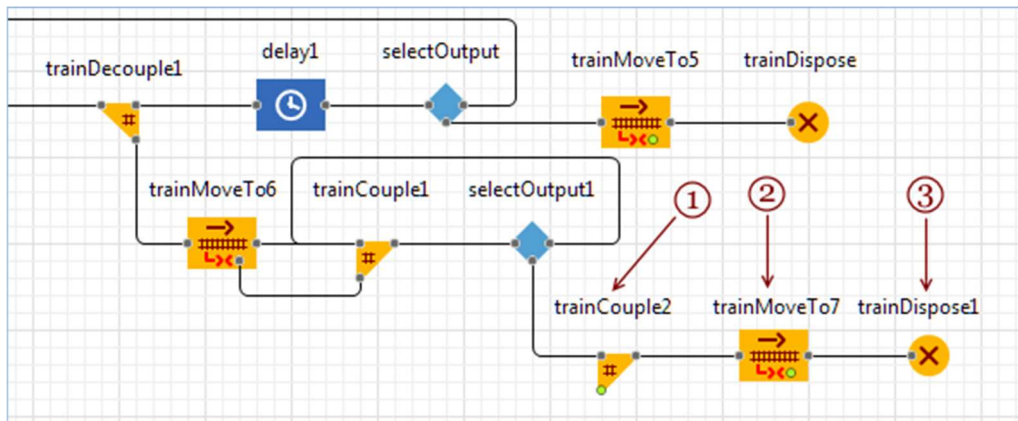 trainDecouple1
delay1
selectOutput
trainMoveTo5
trainDispose
#
trainMoveTo6
trainCouple1
selectOutput1
①
②
③
#
trainCouple2
trainMoveTo7
trainDispose1
#